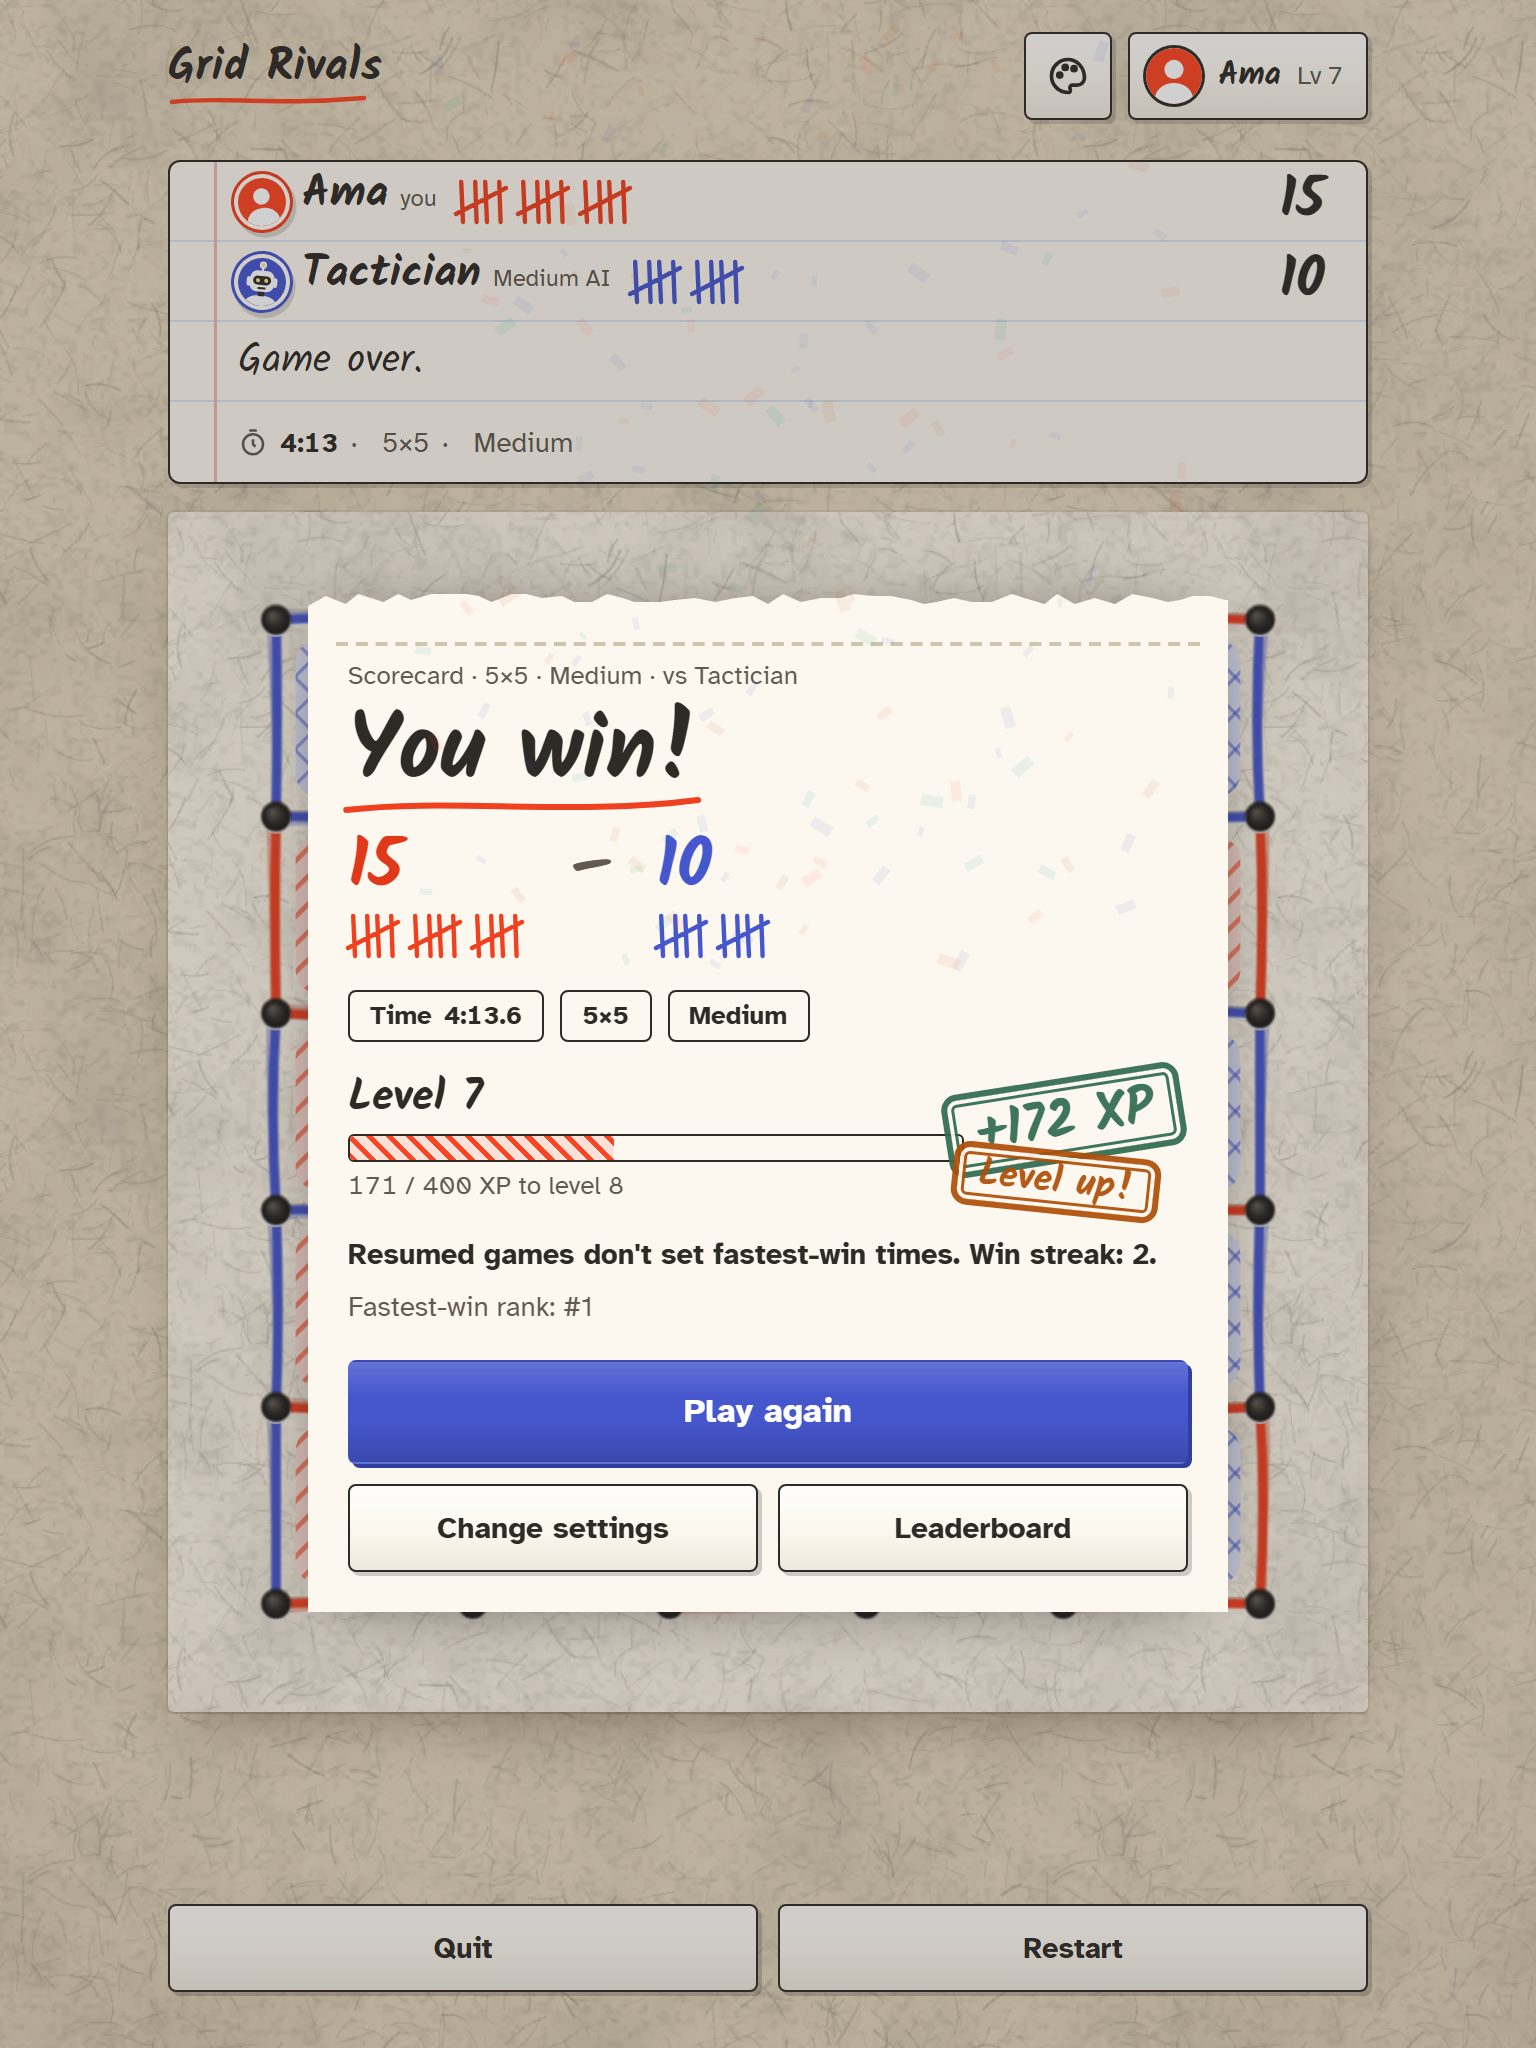 Grid Rivals
Ama Lv 7
Ama you 15
Tactician Medium AI 10
Game over.
4:13 · 5×5 · Medium
Scorecard · 5×5 · Medium · vs Tactician
You win!
15 – 10
Time 4:13.6 5×5 Medium
Level 7
+172 XP
Level up!
171 / 400 XP to level 8
Resumed games don't set fastest-win times. Win streak: 2.
Fastest-win rank: #1
Play again
Change settings Leaderboard
Quit Restart